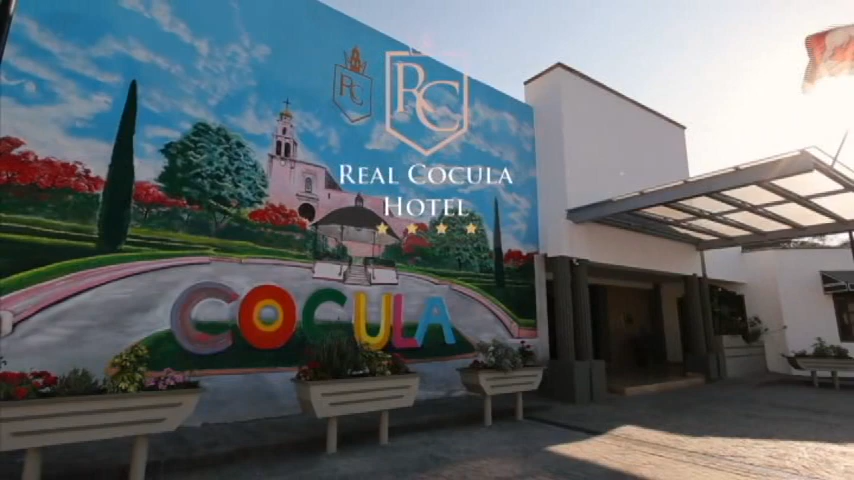 RC
RC
REAL COCULA
HOTEL
COCULA